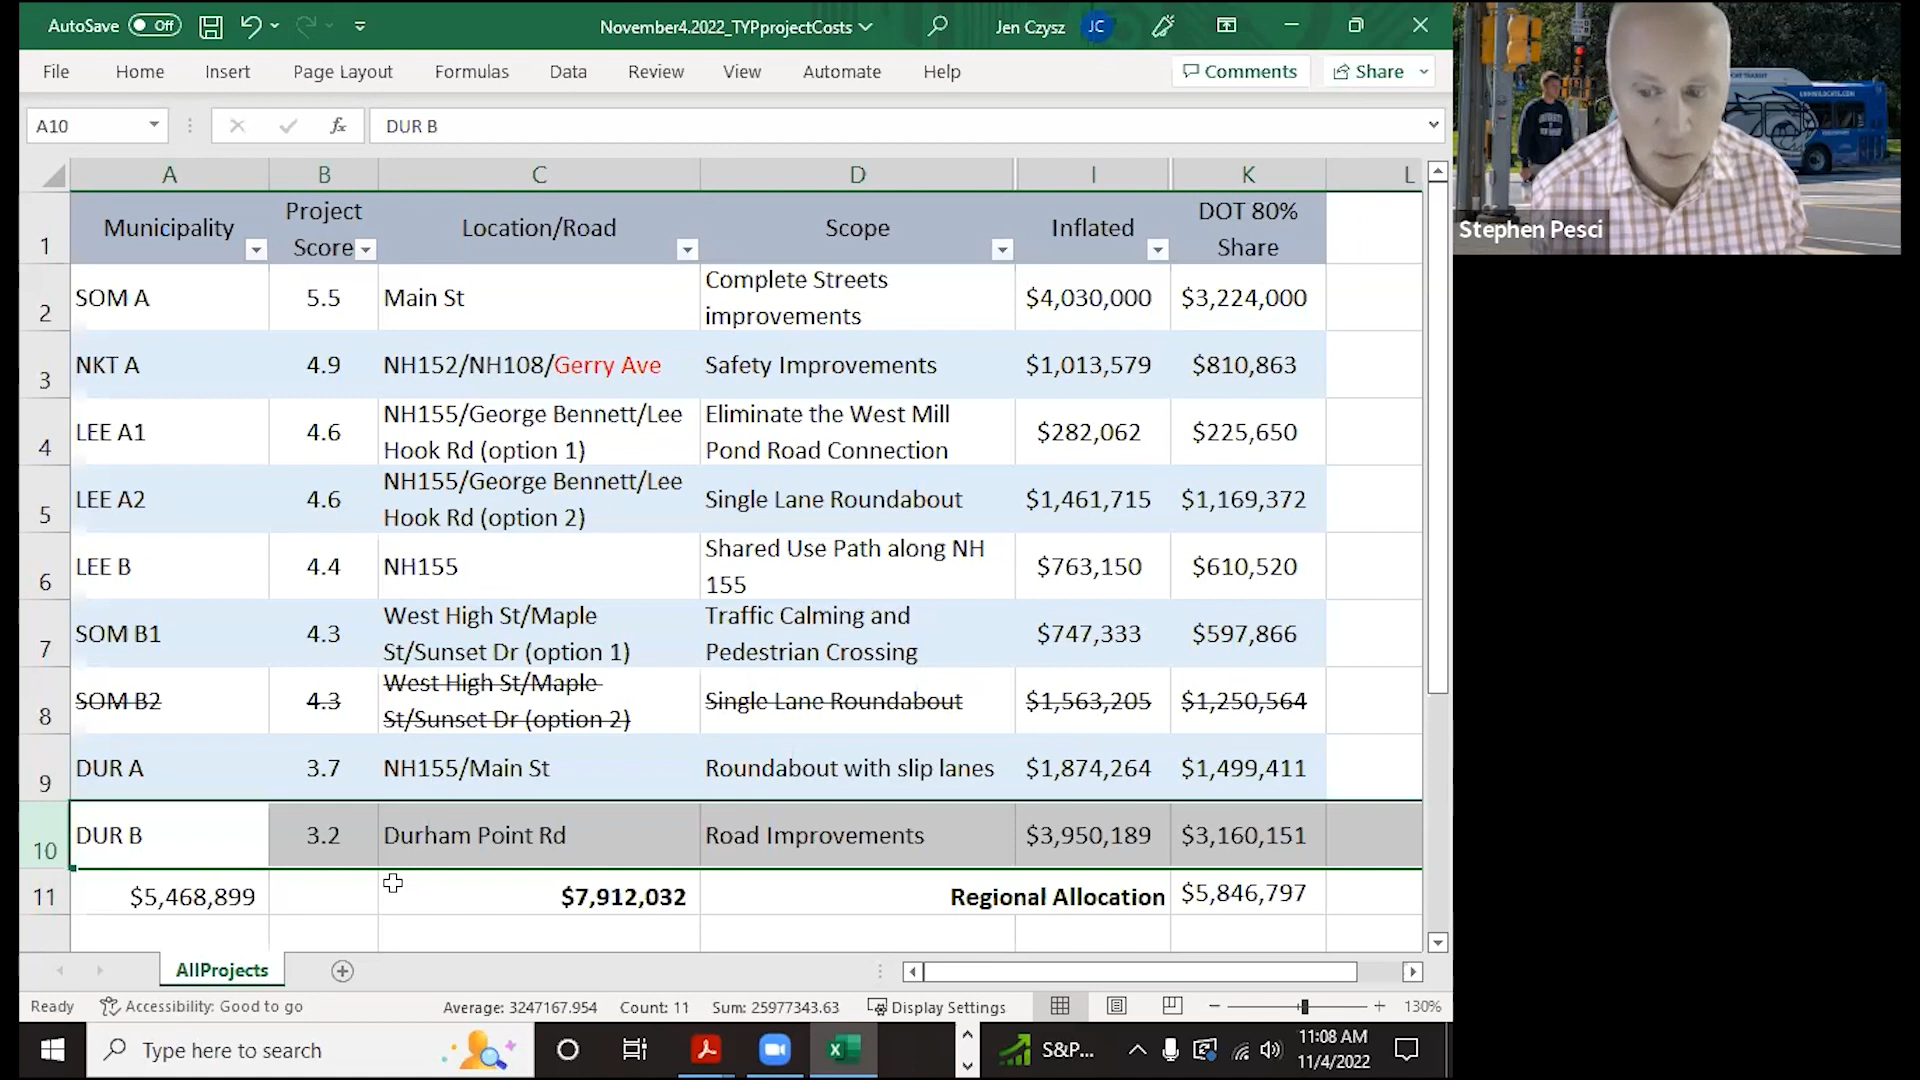 AutoSave Off November4.2022_TYPprojectCosts Jen Czysz JC
File Home Insert Page Layout Formulas Data Review View Automate Help Comments Share
A10 fx DUR B
A B C D I K L
1 Municipality Project Score Location/Road Scope Inflated DOT 80% Share
2 SOM A 5.5 Main St Complete Streets improvements $4,030,000 $3,224,000
3 NKT A 4.9 NH152/NH108/Gerry Ave Safety Improvements $1,013,579 $810,863
4 LEE A1 4.6 NH155/George Bennett/Lee Hook Rd (option 1) Eliminate the West Mill Pond Road Connection $282,062 $225,650
5 LEE A2 4.6 NH155/George Bennett/Lee Hook Rd (option 2) Single Lane Roundabout $1,461,715 $1,169,372
6 LEE B 4.4 NH155 Shared Use Path along NH 155 $763,150 $610,520
7 SOM B1 4.3 West High St/Maple St/Sunset Dr (option 1) Traffic Calming and Pedestrian Crossing $747,333 $597,866
8 SOM B2 4.3 West High St/Maple St/Sunset Dr (option 2) Single Lane Roundabout $1,563,205 $1,250,564
9 DUR A 3.7 NH155/Main St Roundabout with slip lanes $1,874,264 $1,499,411
10 DUR B 3.2 Durham Point Rd Road Improvements $3,950,189 $3,160,151
11 $5,468,899 $7,912,032 Regional Allocation $5,846,797
AllProjects
Ready Accessibility: Good to go Average: 3247167.954 Count: 11 Sum: 25977343.63 Display Settings 130%
Type here to search S&P... 11:08 AM
11/4/2022
Stephen Pesci